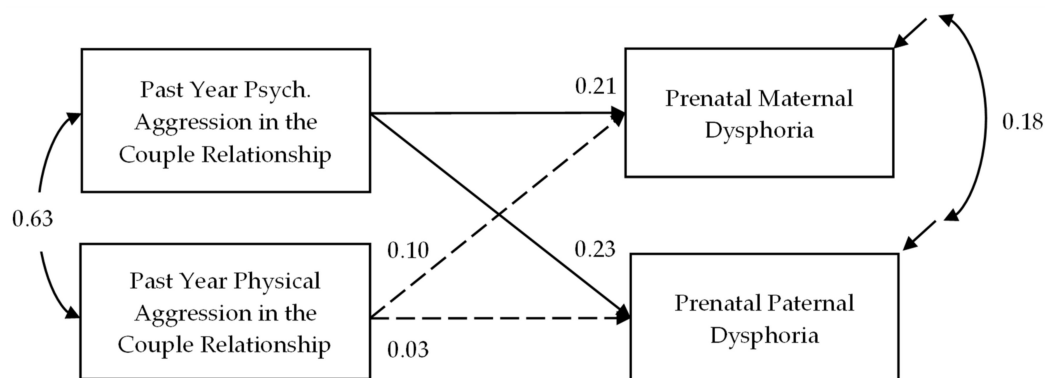 Past Year Psych.
Aggression in the
Couple Relationship
0.21
Prenatal Maternal
Dysphoria
0.18
0.63
0.10
0.23
Past Year Physical
Aggression in the
Couple Relationship
0.03
Prenatal Paternal
Dysphoria